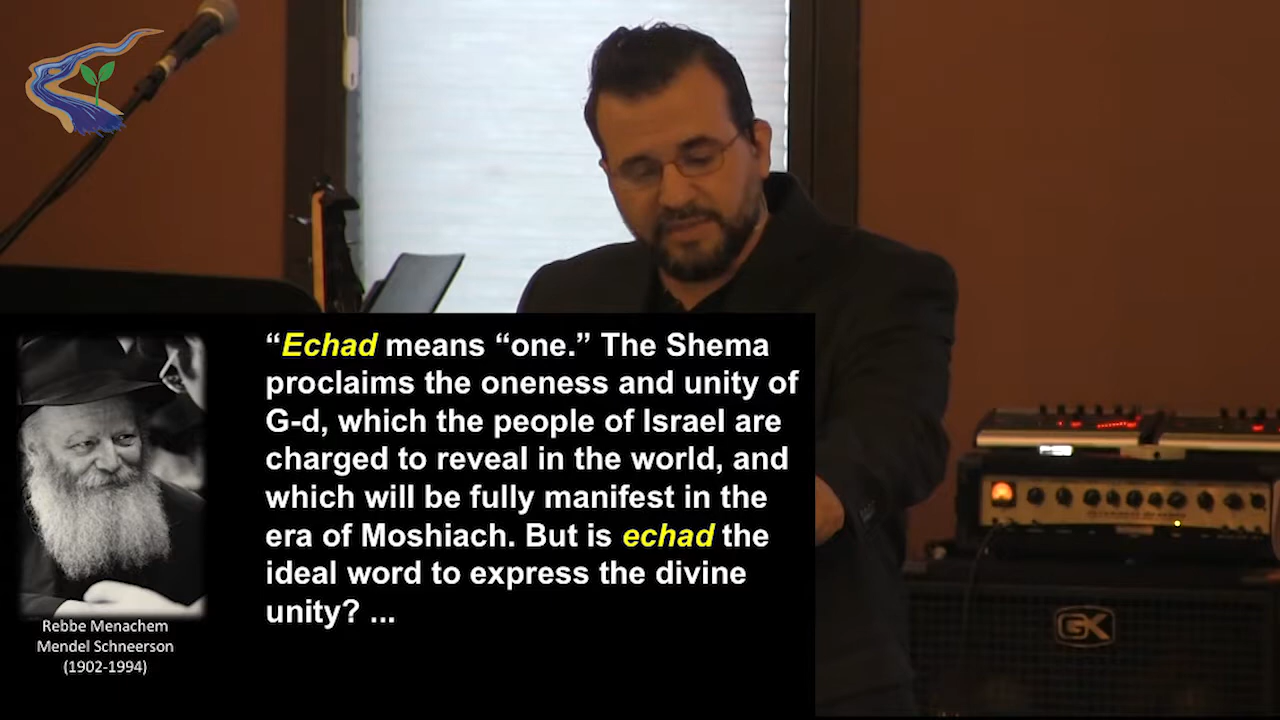 “Echad means “one.” The Shema
proclaims the oneness and unity of
G-d, which the people of Israel are
charged to reveal in the world, and
which will be fully manifest in the
era of Moshiach. But is echad the
ideal word to express the divine
unity? ...
Rebbe Menachem
Mendel Schneerson
(1902-1994)
GK